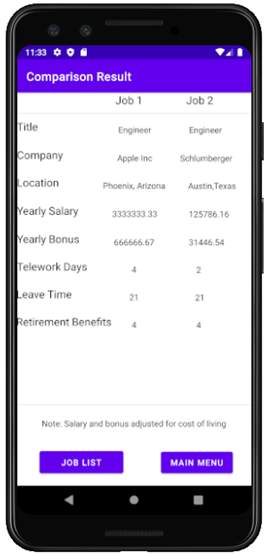 11:33
Comparison Result
Job 1 Job 2
Title Engineer Engineer
Company Apple Inc Schlumberger
Location Phoenix, Arizona Austin,Texas
Yearly Salary 3333333.33 125786.16
Yearly Bonus 666666.67 31446.54
Telework Days 4 2
Leave Time 21 21
Retirement Benefits 4 4
Note: Salary and bonus adjusted for cost of living
JOB LIST MAIN MENU